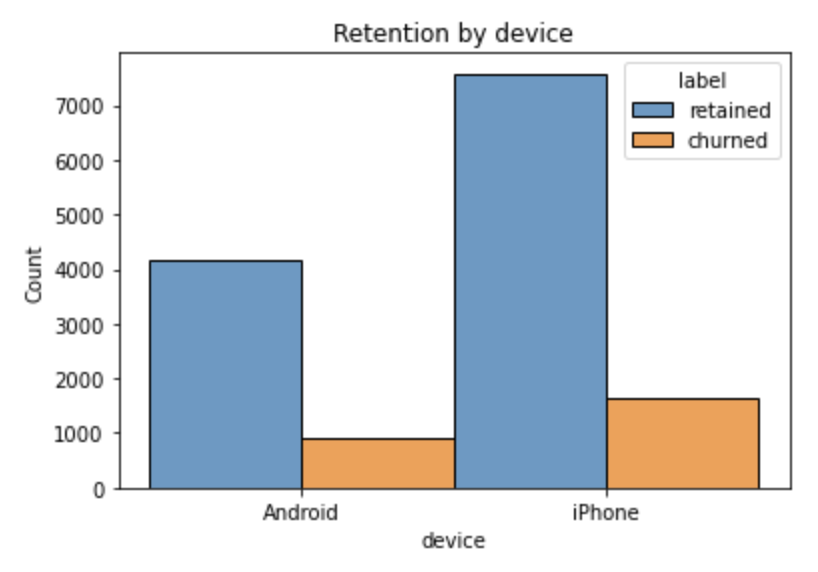 Retention by device
label
retained
churned
7000
6000
5000
4000
3000
2000
1000
0
Count
Android iPhone
device